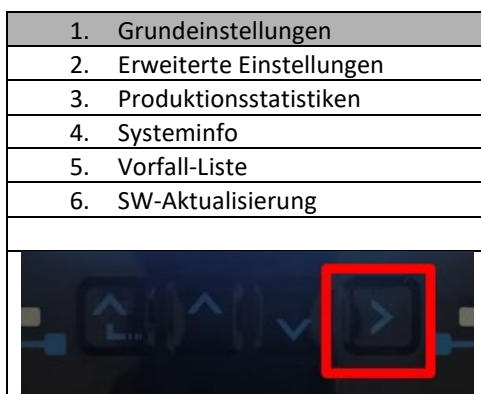 1. Grundeinstellungen
2. Erweiterte Einstellungen
3. Produktionsstatistiken
4. Systeminfo
5. Vorfall-Liste
6. SW-Aktualisierung